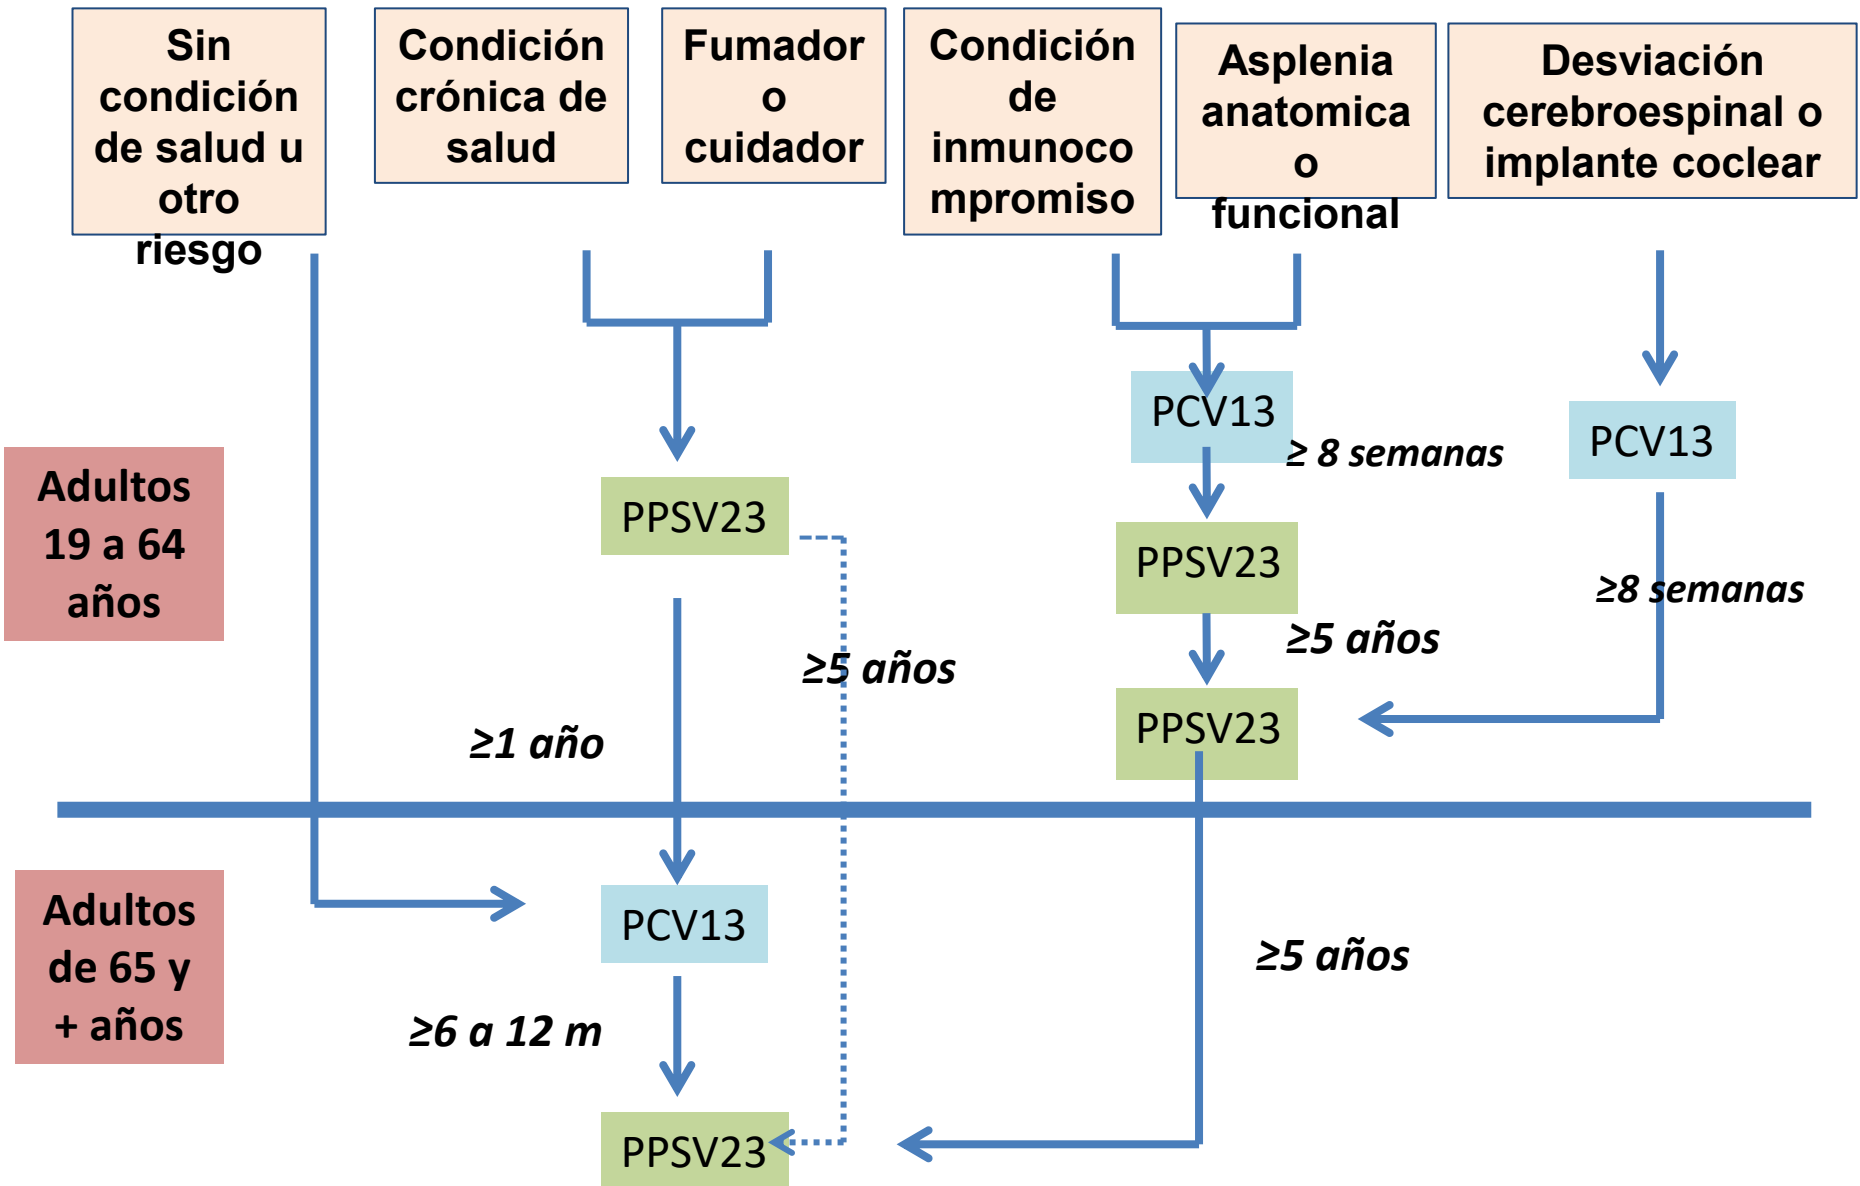 Sin
condición
de salud u
otro
riesgo
Condición
crónica de
salud
Fumador
o
cuidador
Condición
de
inmunoco
mpromiso
Asplenia
anatomica
o
funcional
Desviación
cerebroespinal o
implante coclear
Adultos
19 a 64
años
PPSV23
PCV13
≥ 8 semanas
PCV13
PPSV23
≥8 semanas
≥5 años
≥5 años
PPSV23
≥1 año
Adultos
de 65 y
+ años
PCV13
≥5 años
≥6 a 12 m
PPSV23